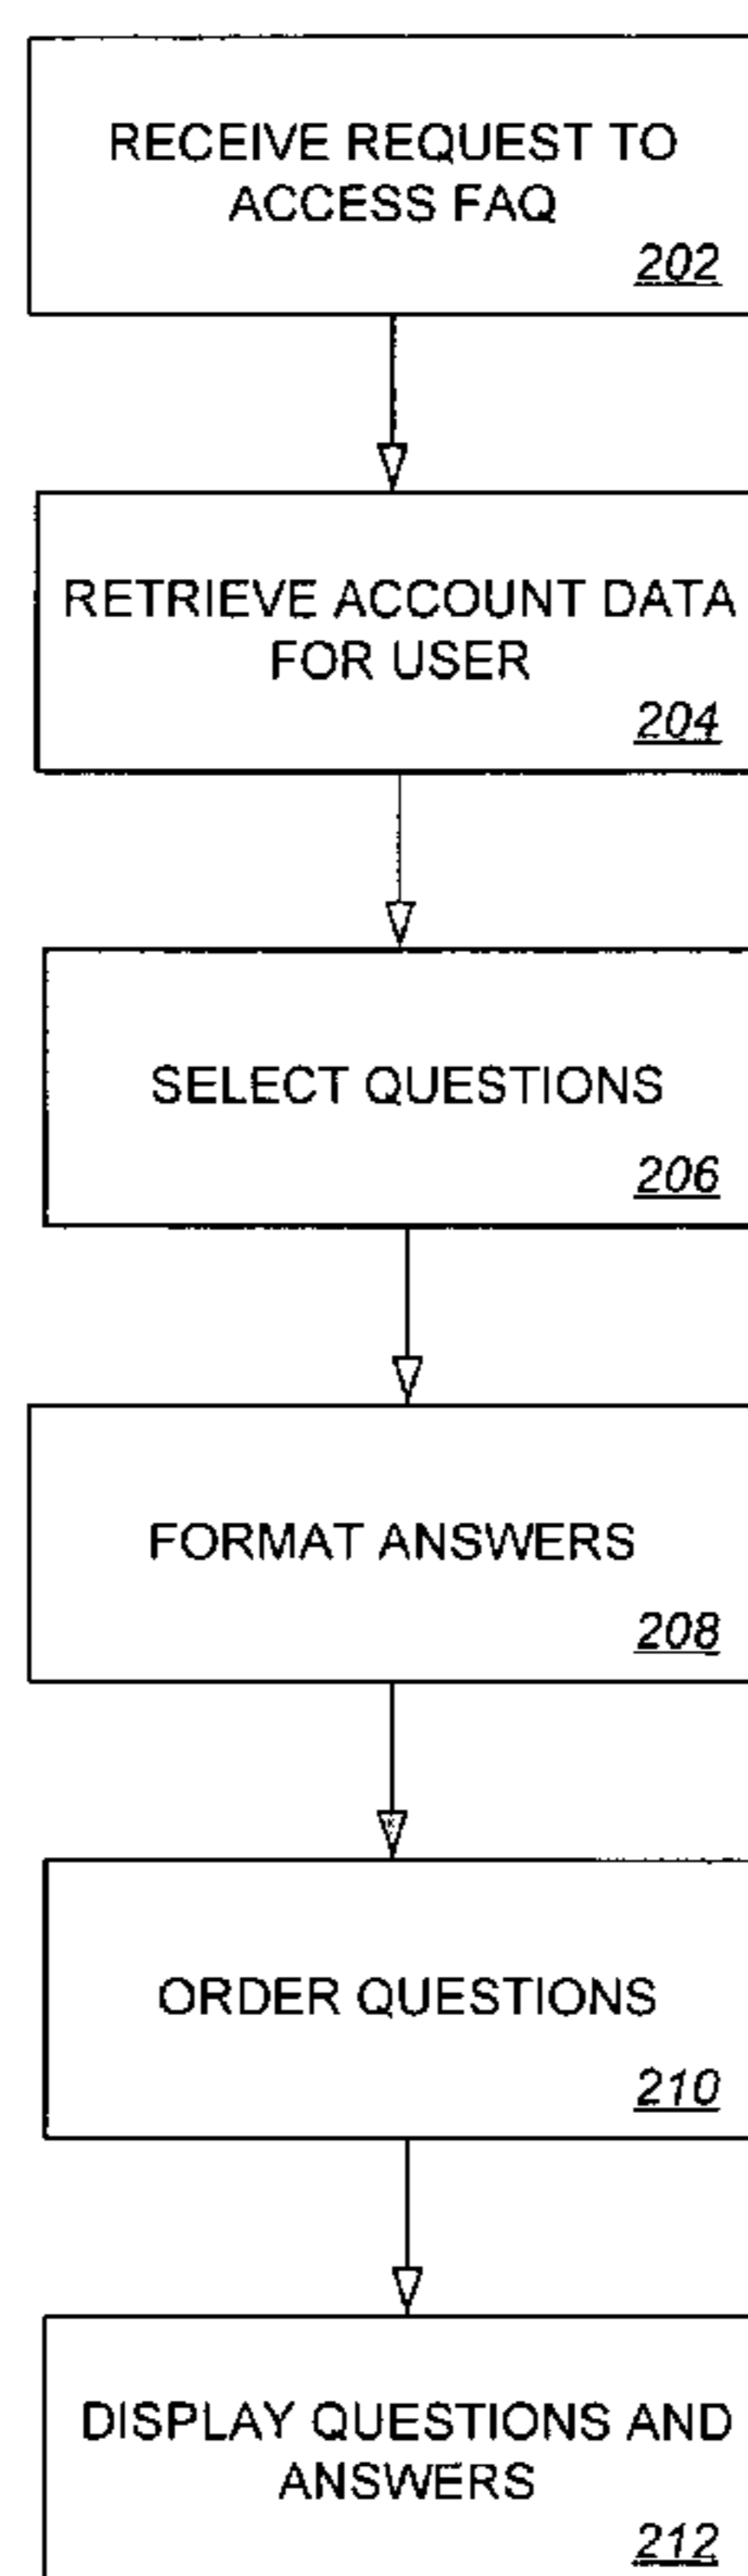 RECEIVE REQUEST TO
ACCESS FAQ
202
RETRIEVE ACCOUNT DATA
FOR USER
204
SELECT QUESTIONS
206
FORMAT ANSWERS
208
ORDER QUESTIONS
210
DISPLAY QUESTIONS AND
ANSWERS
212